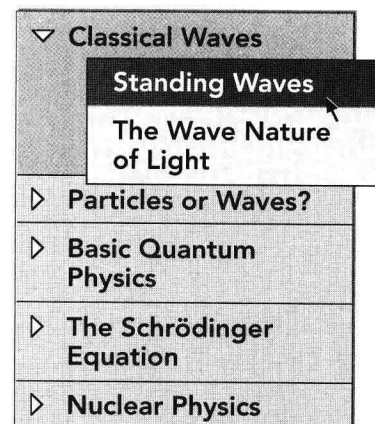 Classical Waves
Standing Waves
The Wave Nature
of Light
Particles or Waves?
Basic Quantum
Physics
The Schrödinger
Equation
Nuclear Physics